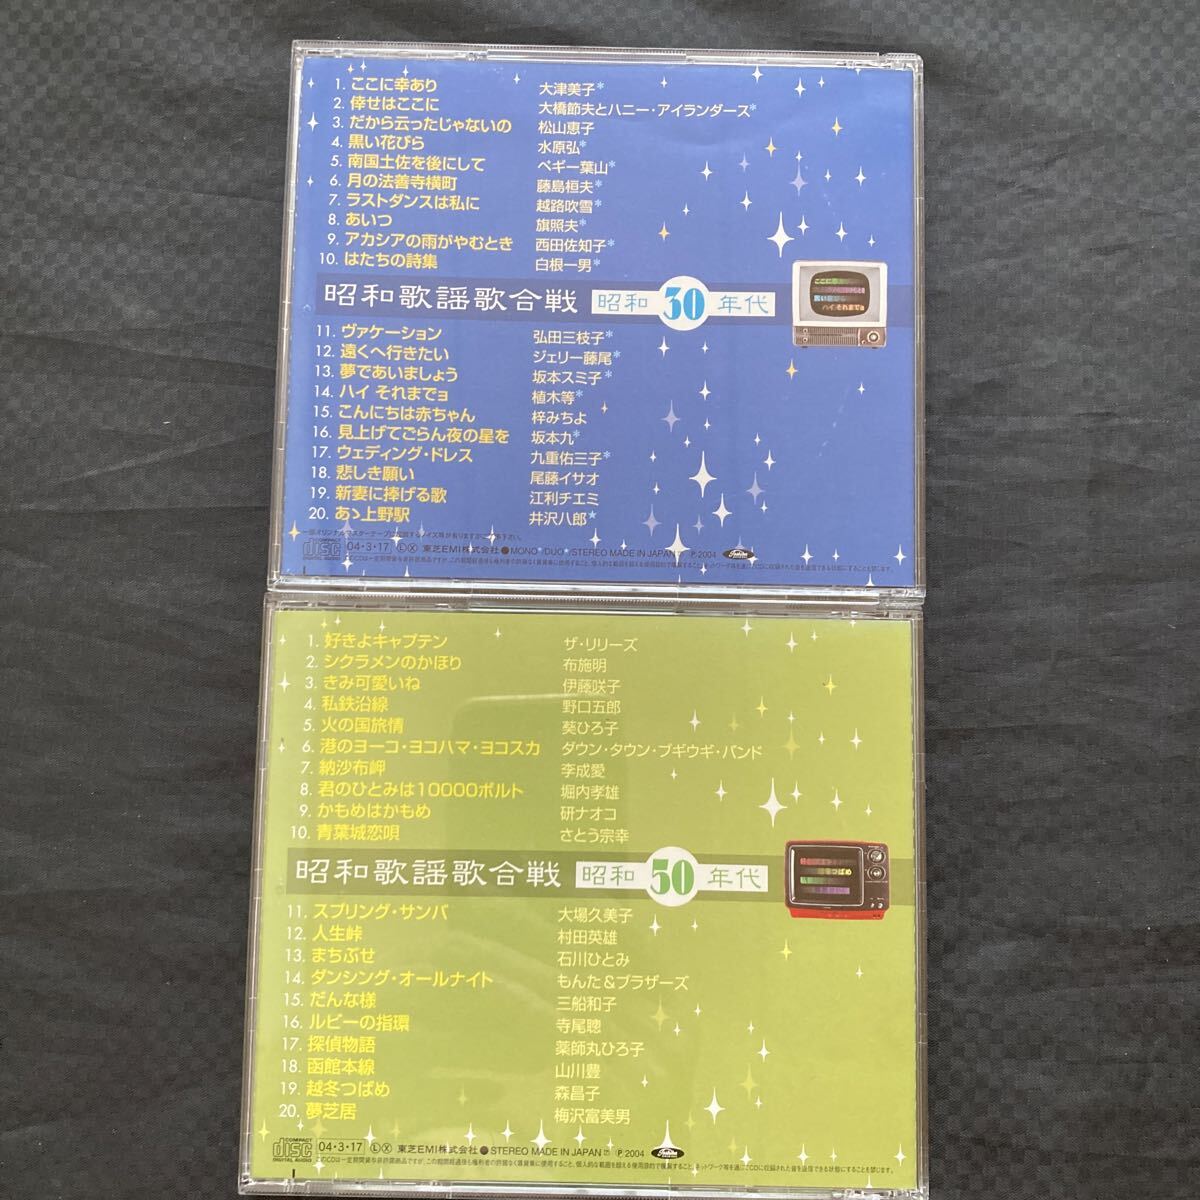 1. ここに幸あり 大津美子*
2. 倖せはここに 大橋節夫とハニー・アイランダース*
3. だから云ったじゃないの 松山恵子
4. 黒い花びら 水原弘*
5. 南国土佐を後にして ペギー葉山*
6. 月の法善寺横町 藤島桓夫*
7. ラストダンスは私に 越路吹雪*
8. あいつ 旗照夫*
9. アカシアの雨がやむとき 西田佐知子*
10. はたちの詩集 白根一男*
昭和歌謡歌合戦 昭和30年代
11. ヴァケーション 弘田三枝子*
12. 遠くへ行きたい ジェリー藤尾*
13. 夢であいましょう 坂本スミ子*
14. ハイ それまでョ 植木等*
15. こんにちは赤ちゃん 梓みちよ
16. 見上げてごらん夜の星を 坂本九*
17. ウェディング・ドレス 九重佑三子*
18. 悲しき願い 尾藤イサオ
19. 新妻に捧げる歌 江利チエミ
20. あゝ上野駅 井沢八郎★
COMPACT disc DIGITAL AUDIO 04・3・17 Ⓛ Ⓧ 東芝EMI株式会社 ●MONO* DUO★ STEREO MADE IN JAPAN ℗ 2004 Toshiba
1. 好きよキャプテン ザ・リリーズ
2. シクラメンのかほり 布施明
3. きみ可愛いね 伊藤咲子
4. 私鉄沿線 野口五郎
5. 火の国旅情 葵ひろ子
6. 港のヨーコ・ヨコハマ・ヨコスカ ダウン・タウン・ブギウギ・バンド
7. 納沙布岬 李成愛
8. 君のひとみは10000ボルト 堀内孝雄
9. かもめはかもめ 研ナオコ
10. 青葉城恋唄 さとう宗幸
昭和歌謡歌合戦 昭和50年代
11. スプリング・サンバ 大場久美子
12. 人生峠 村田英雄
13. まちぶせ 石川ひとみ
14. ダンシング・オールナイト もんた＆ブラザーズ
15. だんな様 三船和子
16. ルビーの指環 寺尾聰
17. 探偵物語 薬師丸ひろ子
18. 函館本線 山川豊
19. 越冬つばめ 森昌子
20. 夢芝居 梅沢富美男
COMPACT disc DIGITAL AUDIO 04・3・17 Ⓛ Ⓧ 東芝EMI株式会社 ●STEREO MADE IN JAPAN ℗ 2004 Toshiba